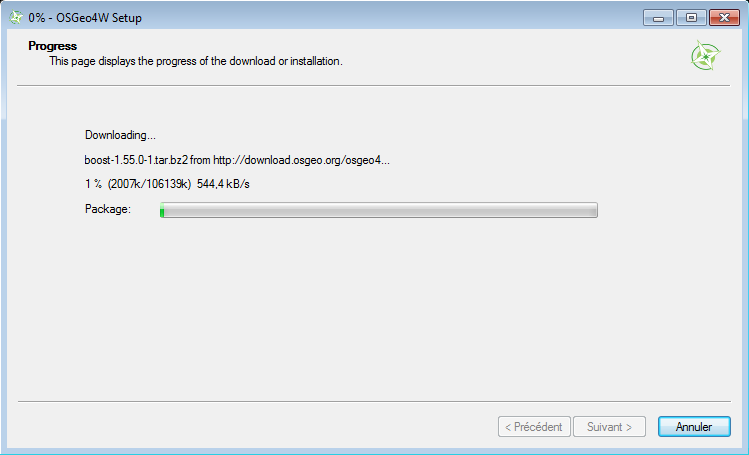 0% - OSGeo4W Setup
Progress
This page displays the progress of the download or installation.
Downloading...
boost-1.55.0-1.tar.bz2 from http://download.osgeo.org/osgeo4...
1 % (2007k/106139k) 544.4 kB/s
Package:
< Précédent
Suivant >
Annuler